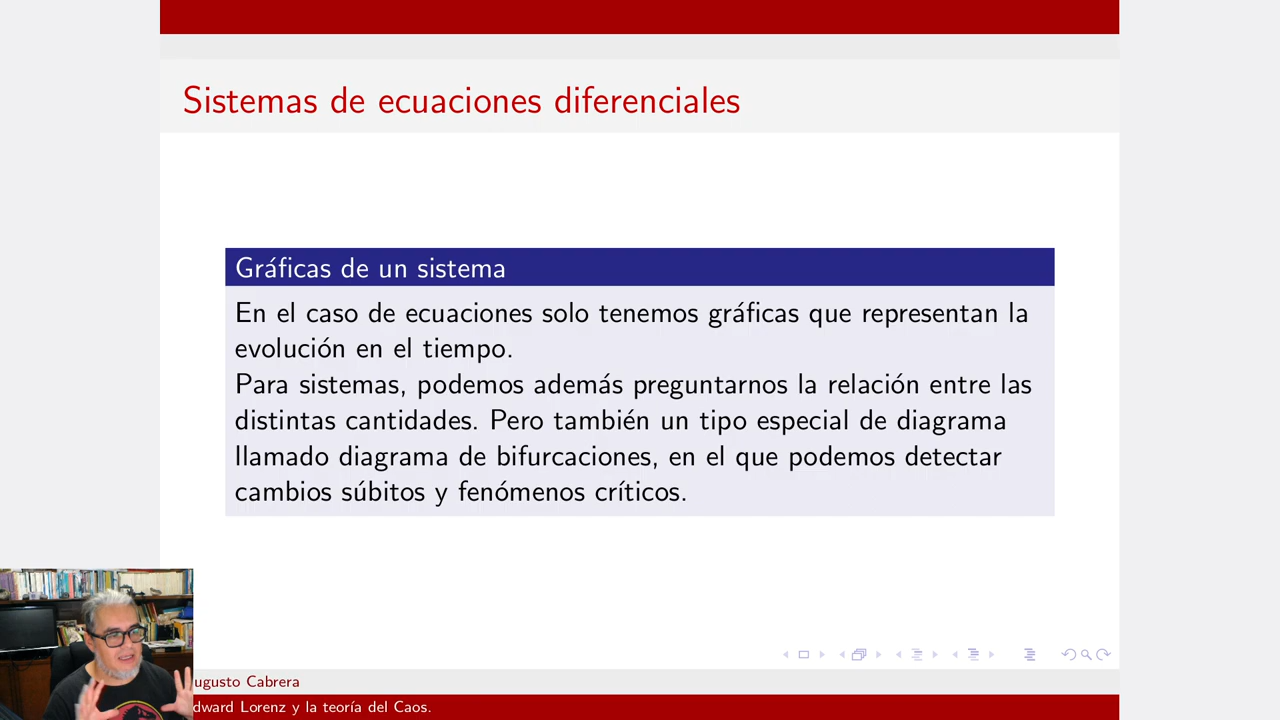 Sistemas de ecuaciones diferenciales
Gráficas de un sistema
En el caso de ecuaciones solo tenemos gráficas que representan la
evolución en el tiempo.
Para sistemas, podemos además preguntarnos la relación entre las
distintas cantidades. Pero también un tipo especial de diagrama
llamado diagrama de bifurcaciones, en el que podemos detectar
cambios súbitos y fenómenos críticos.
ugusto Cabrera
dward Lorenz y la teoría del Caos.